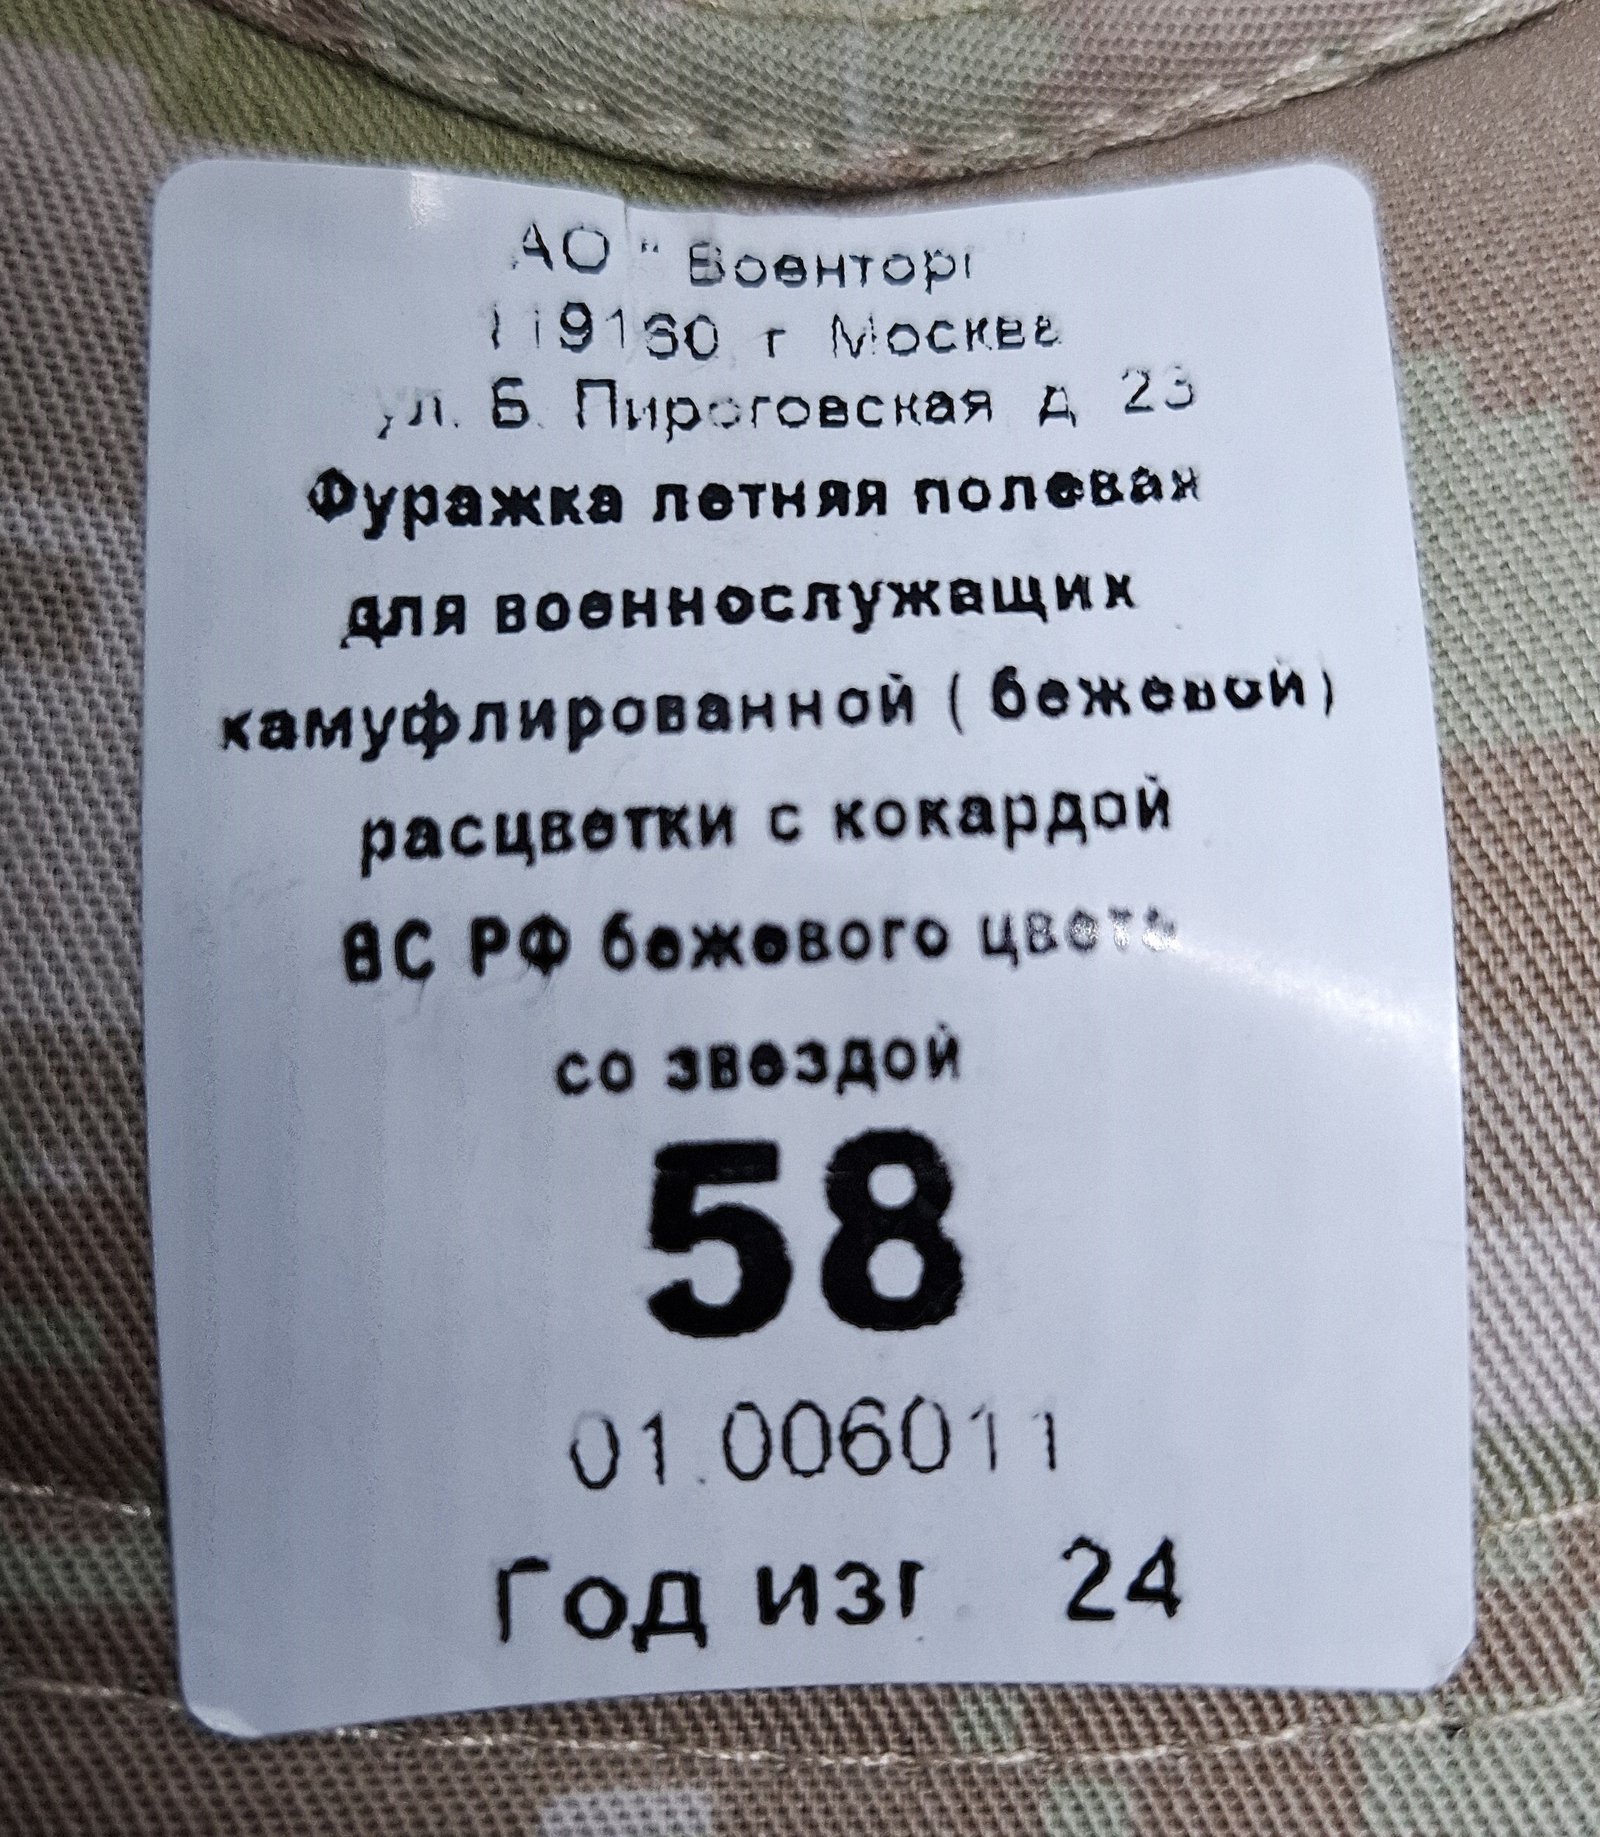 АО "Военторг"
119160 г Москва
ул. Б. Пироговская д. 23
Фуражка летняя полевая
для военнослужащих
камуфлированной (бежевой)
расцветки с кокардой
ВС РФ бежевого цвета
со звездой
58
01.006011
Год изг. 24